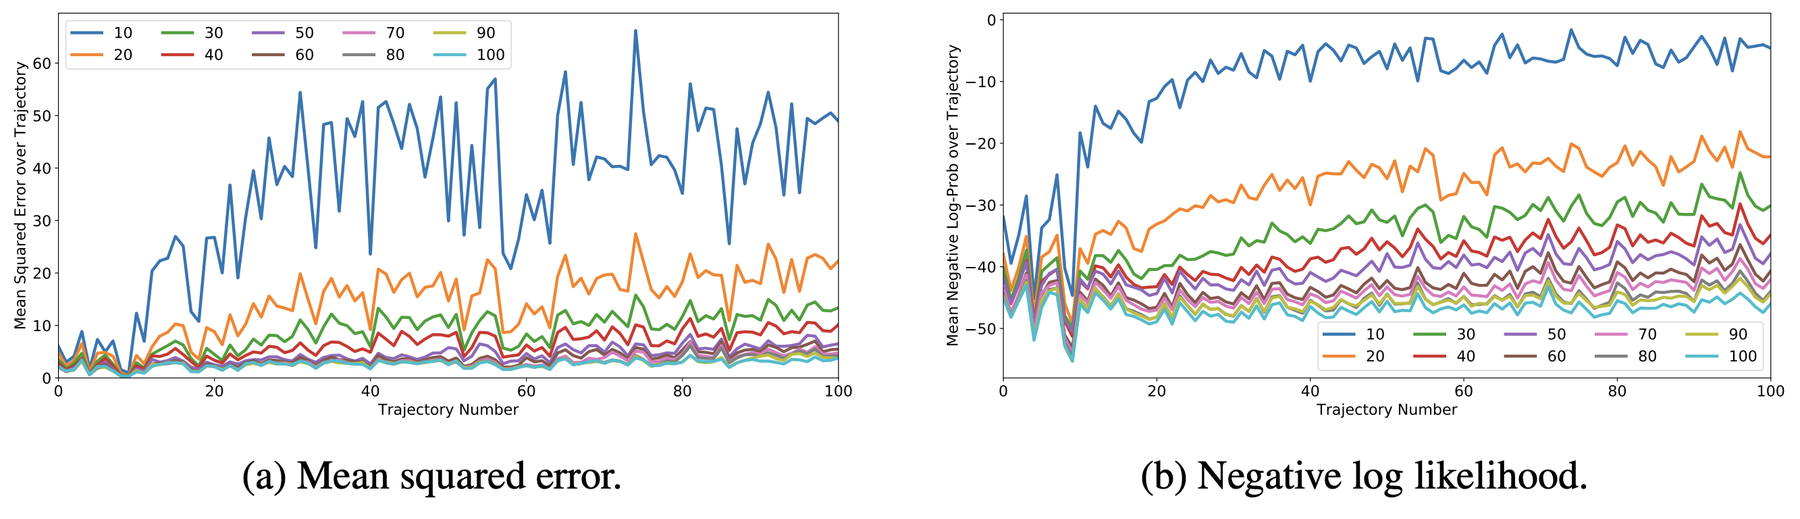 Mean Squared Error over Trajectory
10 30 50 70 90
20 40 60 80 100
60
50
40
30
20
10
0
0 20 40 60 80 100
Trajectory Number
(a) Mean squared error.
Mean Negative Log-Prob over Trajectory
0
−10
−20
−30
−40
−50
10 30 50 70 90
20 40 60 80 100
0 20 40 60 80 100
Trajectory Number
(b) Negative log likelihood.